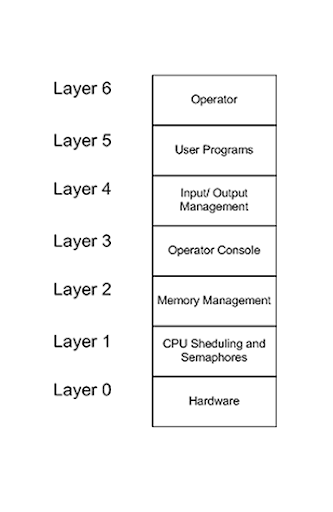 Layer 6
Operator
Layer 5
User Programs
Layer 4
Input/ Output
Management
Layer 3
Operator Console
Layer 2
Memory Management
Layer 1
CPU Sheduling and
Semaphores
Layer 0
Hardware